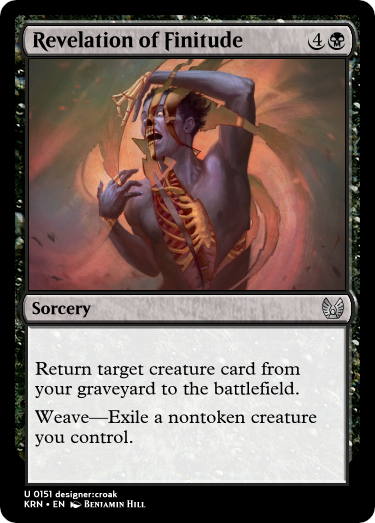 Revelation of Finitude 4
Sorcery
Return target creature card from
your graveyard to the battlefield.
Weave—Exile a nontoken creature
you control.
U 0151 designer:croak
KRN • EN Benjamin Hill